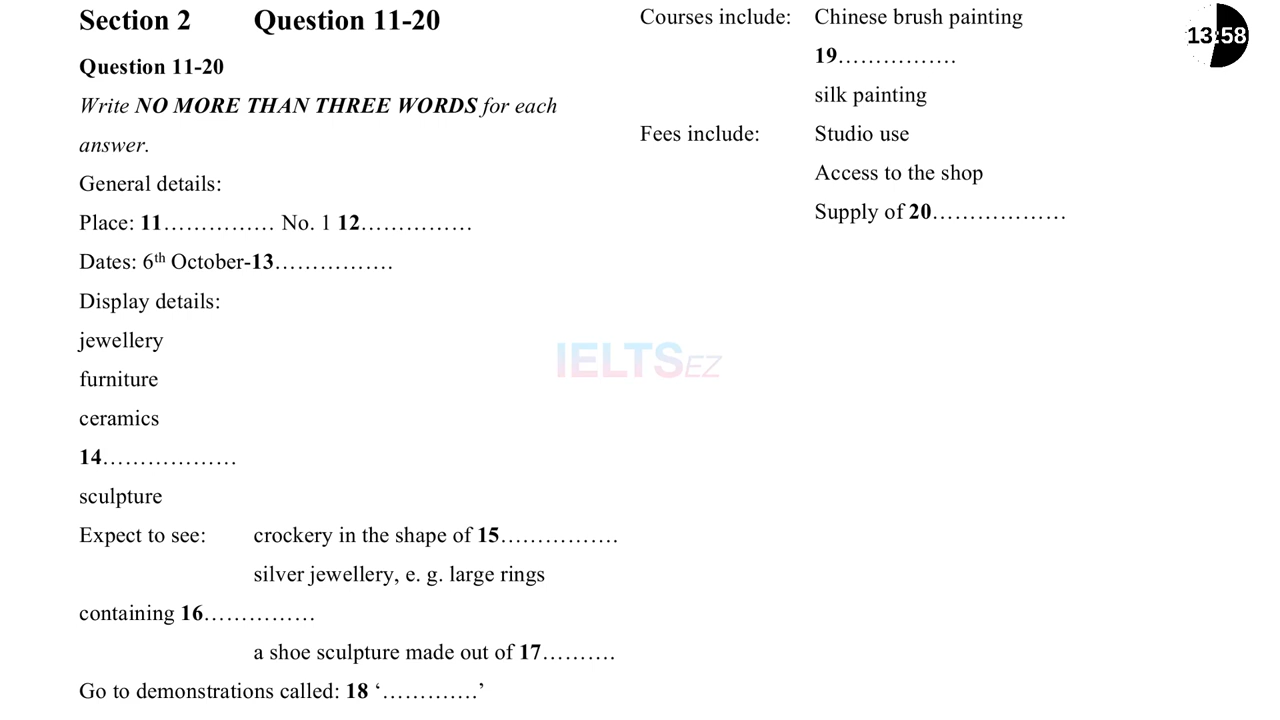 Section 2 Question 11-20
Question 11-20
Write NO MORE THAN THREE WORDS for each
answer.
General details:
Place: 11…………… No. 1 12……………
Dates: 6th October-13…………….
Display details:
jewellery
furniture
ceramics
14………………
sculpture
Expect to see: crockery in the shape of 15…………….
silver jewellery, e. g. large rings
containing 16……………
a shoe sculpture made out of 17……….
Go to demonstrations called: 18 ‘………….’
Courses include: Chinese brush painting
19…………….
silk painting
Fees include: Studio use
Access to the shop
Supply of 20………………
13:58
IELTSEZ